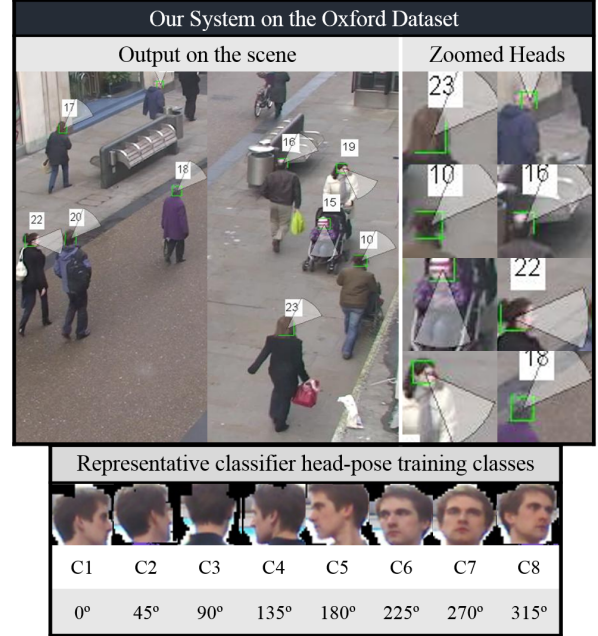 Our System on the Oxford Dataset
Output on the scene
Zoomed Heads
17
18
22
20
16
19
15
10
23
23
10
16
22
18
Representative classifier head-pose training classes
C1 C2 C3 C4 C5 C6 C7 C8
0º 45º 90º 135º 180º 225º 270º 315º